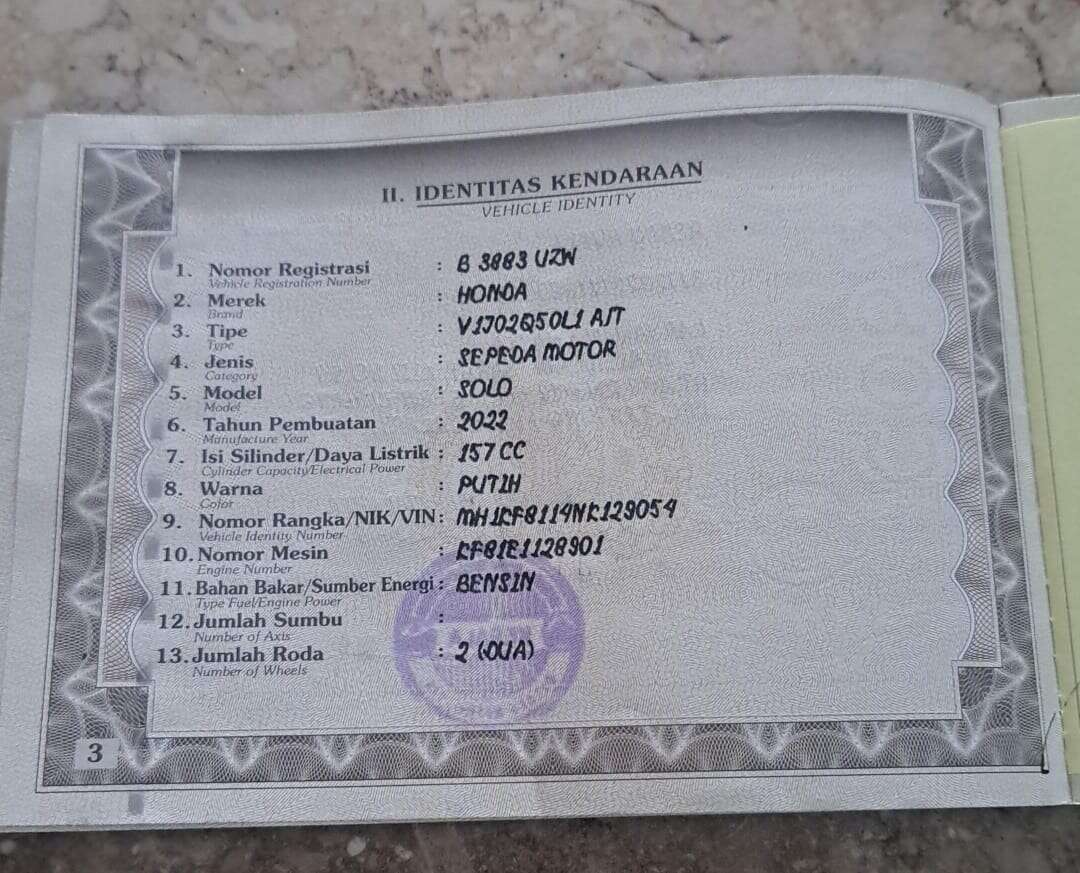 II. IDENTITAS KENDARAAN
VEHICLE IDENTITY
1. Nomor Registrasi : B 3883 UZW
Vehicle Registration Number
2. Merek : HONDA
Brand
3. Tipe : V1J02Q50L1 A/T
Type
4. Jenis : SEPEDA MOTOR
Category
5. Model : SOLO
Model
6. Tahun Pembuatan : 2022
Manufacture Year
7. Isi Silinder/Daya Listrik : 157 CC
Cylinder Capacity/Electrical Power
8. Warna : PUTIH
Color
9. Nomor Rangka/NIK/VIN : MH1KF8114NK129054
Vehicle Identity Number
10. Nomor Mesin : KF81E1128901
Engine Number
11. Bahan Bakar/Sumber Energi : BENSIN
Type Fuel/Engine Power
12. Jumlah Sumbu :
Number of Axis
13. Jumlah Roda : 2 (DUA)
Number of Wheels
3